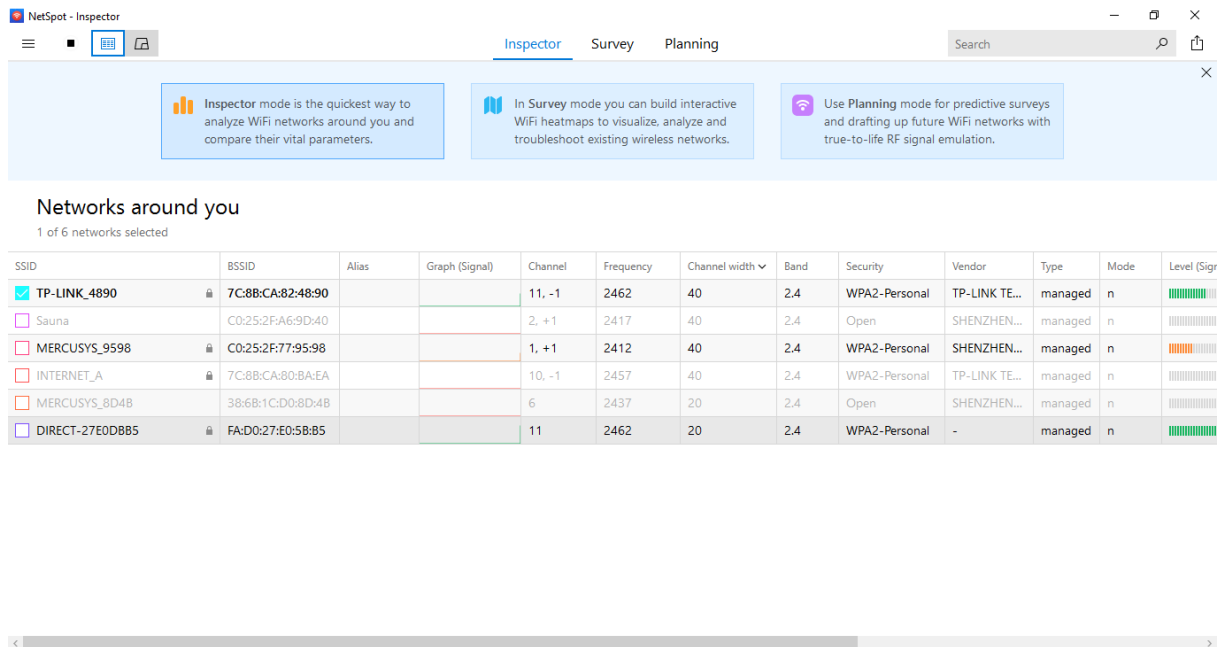 NetSpot - Inspector
Inspector Survey Planning Search
Inspector mode is the quickest way to
analyze WiFi networks around you and
compare their vital parameters.
In Survey mode you can build interactive
WiFi heatmaps to visualize, analyze and
troubleshoot existing wireless networks.
Use Planning mode for predictive surveys
and drafting up future WiFi networks with
true-to-life RF signal emulation.
Networks around you
1 of 6 networks selected
SSID BSSID Alias Graph (Signal) Channel Frequency Channel width Band Security Vendor Type Mode Level (Sigr
TP-LINK_4890 7C:8B:CA:82:48:90 11, -1 2462 40 2.4 WPA2-Personal TP-LINK TE... managed n
Sauna C0:25:2F:A6:9D:40 2, +1 2417 40 2.4 Open SHENZHEN... managed n
MERCUSYS_9598 C0:25:2F:77:95:98 1, +1 2412 40 2.4 WPA2-Personal SHENZHEN... managed n
INTERNET_A 7C:8B:CA:80:BA:EA 10, -1 2457 40 2.4 WPA2-Personal TP-LINK TE... managed n
MERCUSYS_8D4B 38:6B:1C:D0:8D:4B 6 2437 20 2.4 Open SHENZHEN... managed n
DIRECT-27E0DBB5 FA:D0:27:E0:5B:B5 11 2462 20 2.4 WPA2-Personal - managed n